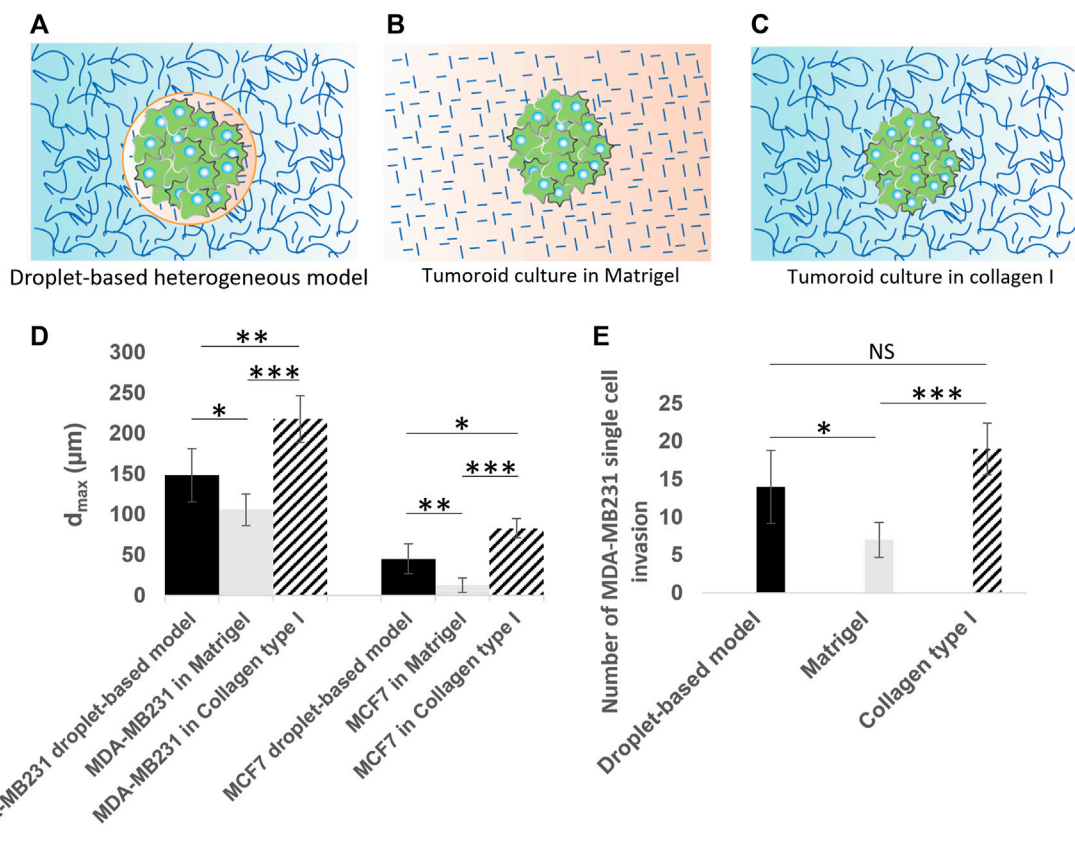 A
B
C
Droplet-based heterogeneous model
Tumoroid culture in Matrigel
Tumoroid culture in collagen I
D
300
250
200
150
100
50
0
dmax (µm)
**
***
*
*
***
**
-MB231 droplet-based model
MDA-MB231 in Matrigel
MDA-MB231 in Collagen type I
MCF7 droplet-based model
MCF7 in Matrigel
MCF7 in Collagen type I
E
NS
***
*
25
20
15
10
5
0
Number of MDA-MB231 single cell
invasion
Droplet-based model
Matrigel
Collagen type I